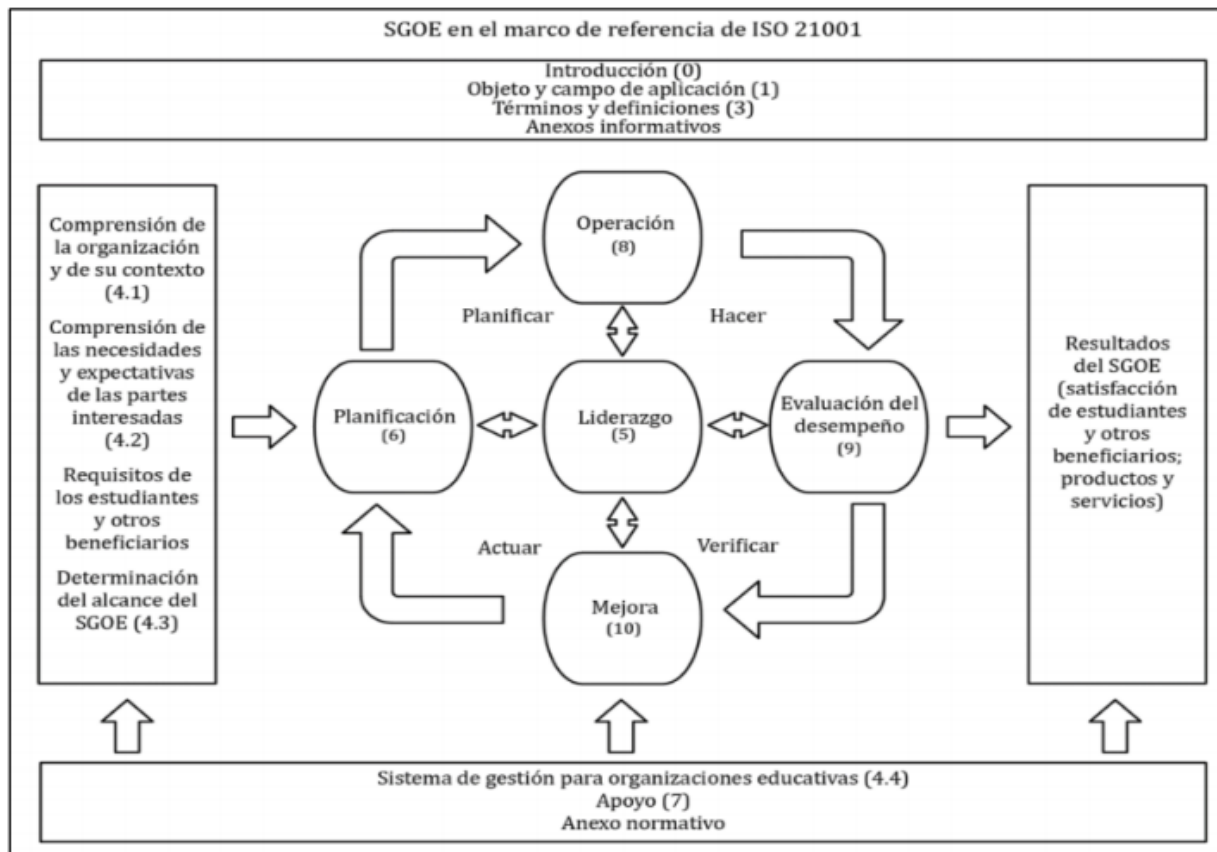 SGOE en el marco de referencia de ISO 21001
Introducción (0)
Objeto y campo de aplicación (1)
Términos y definiciones (3)
Anexos informativos
Comprensión de
la organización
y de su contexto
(4.1)
Comprensión de
las necesidades
y expectativas
de las partes
interesadas
(4.2)
Requisitos de
los estudiantes
y otros
beneficiarios
Determinación
del alcance del
SGOE (4.3)
Operación
(8)
Planificar
Hacer
Planificación
(6)
Liderazgo
(5)
Evaluación del
desempeño
(9)
Actuar
Verificar
Mejora
(10)
Resultados
del SGOE
(satisfacción
de estudiantes
y otros
beneficiarios;
productos y
servicios)
Sistema de gestión para organizaciones educativas (4.4)
Apoyo (7)
Anexo normativo